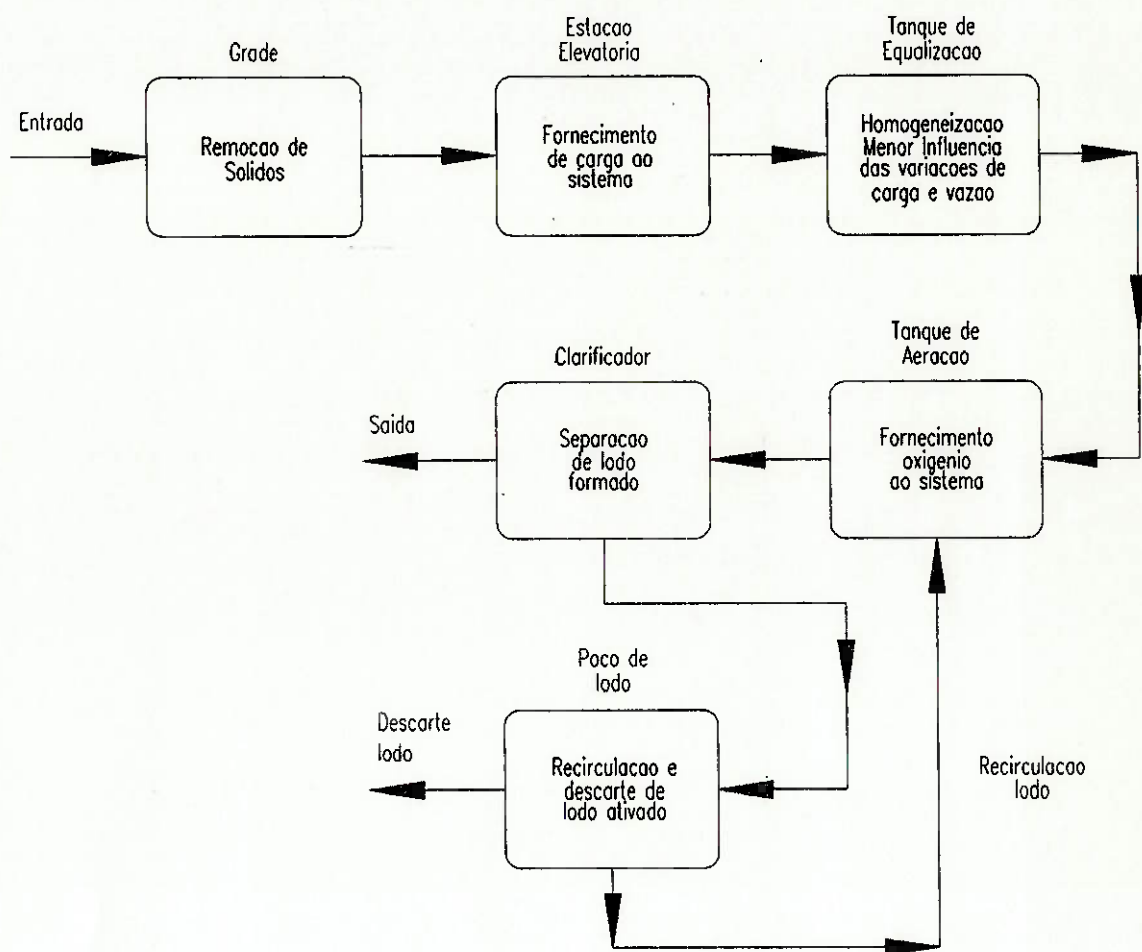 Grade
Estacao
Elevatoria
Tanque de
Equalizacao
Entrada
Remocao de
Solidos
Fornecimento
de carga ao
sistema
Homogeneizacao
Menor Influencia
das variacoes de
carga e vazao
Clarificador
Tanque de
Aeracao
Saida
Separacao
de lodo
formado
Fornecimento
oxigenio
ao sistema
Poco de
lodo
Descarte
lodo
Recirculacao e
descarte de
lodo ativado
Recirculacao
lodo